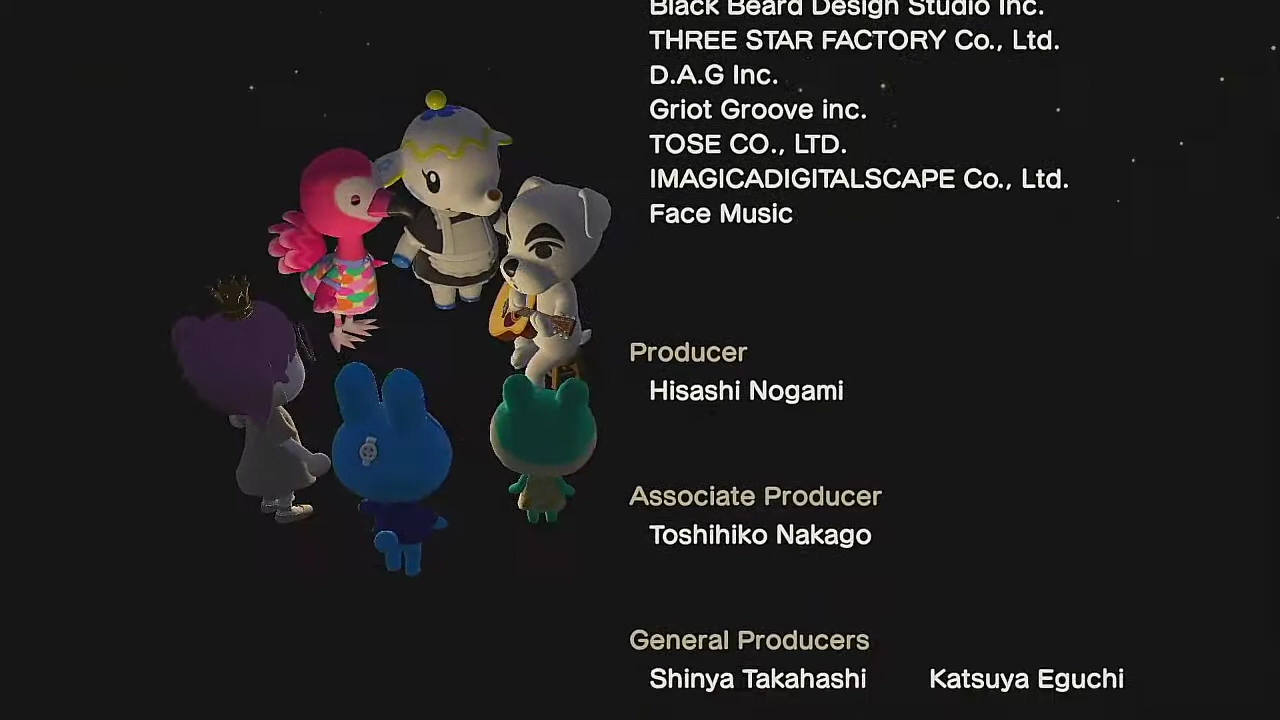 Black Beard Design Studio Inc.
THREE STAR FACTORY Co., Ltd.
D.A.G Inc.
Griot Groove inc.
TOSE CO., LTD.
IMAGICADIGITALSCAPE Co., Ltd.
Face Music
Producer
Hisashi Nogami
Associate Producer
Toshihiko Nakago
General Producers
Shinya Takahashi Katsuya Eguchi